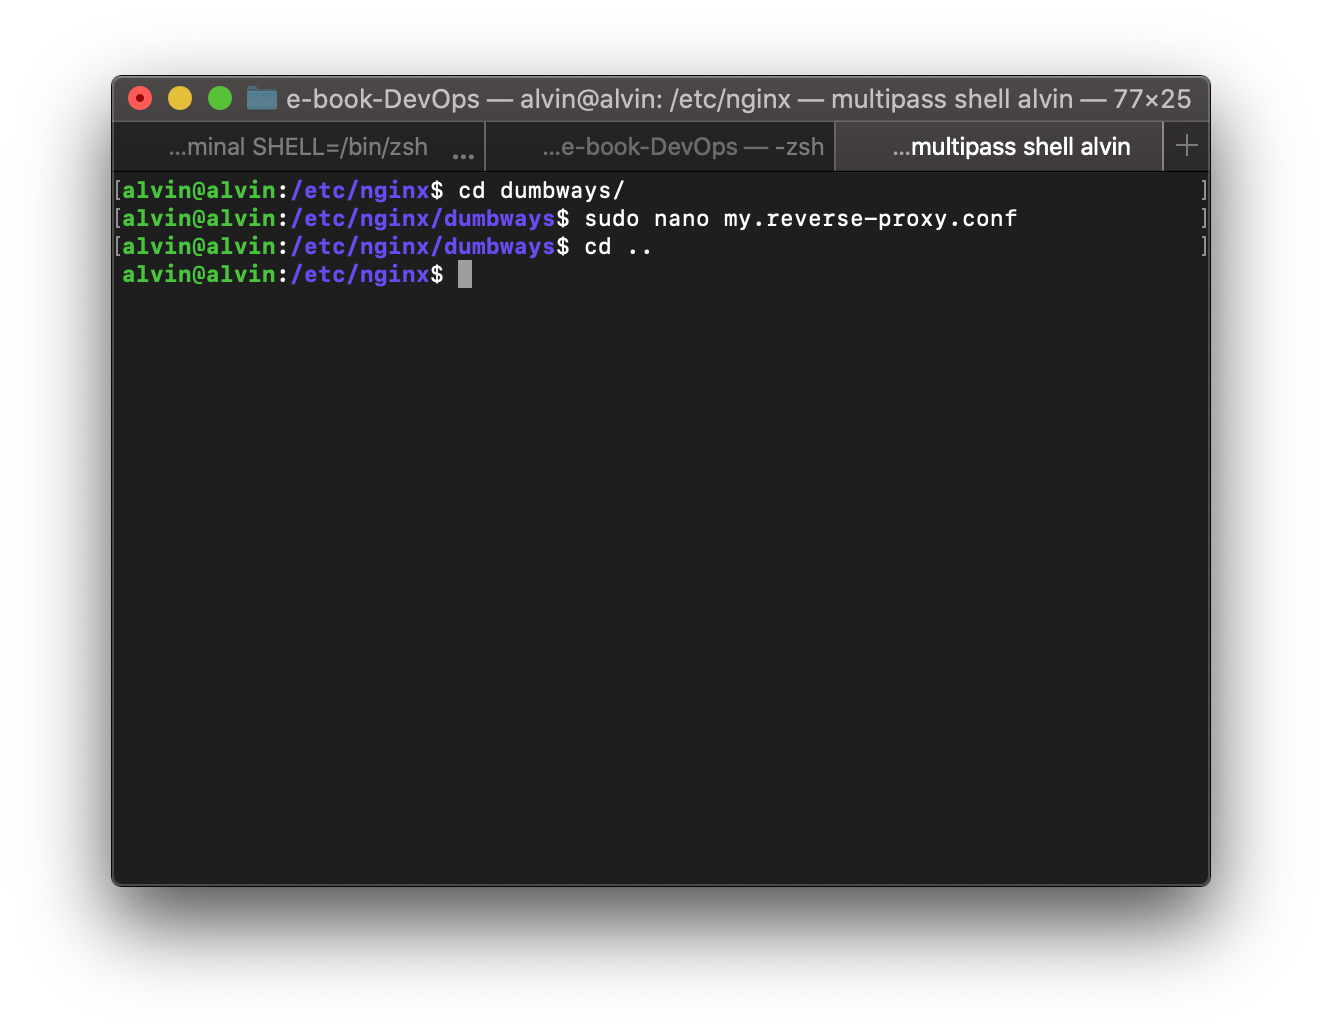 e-book-DevOps — alvin@alvin: /etc/nginx — multipass shell alvin — 77×25
...minal SHELL=/bin/zsh ... ...e-book-DevOps — -zsh ...multipass shell alvin +
[alvin@alvin:/etc/nginx$ cd dumbways/ ]
[alvin@alvin:/etc/nginx/dumbways$ sudo nano my.reverse-proxy.conf ]
[alvin@alvin:/etc/nginx/dumbways$ cd .. ]
alvin@alvin:/etc/nginx$